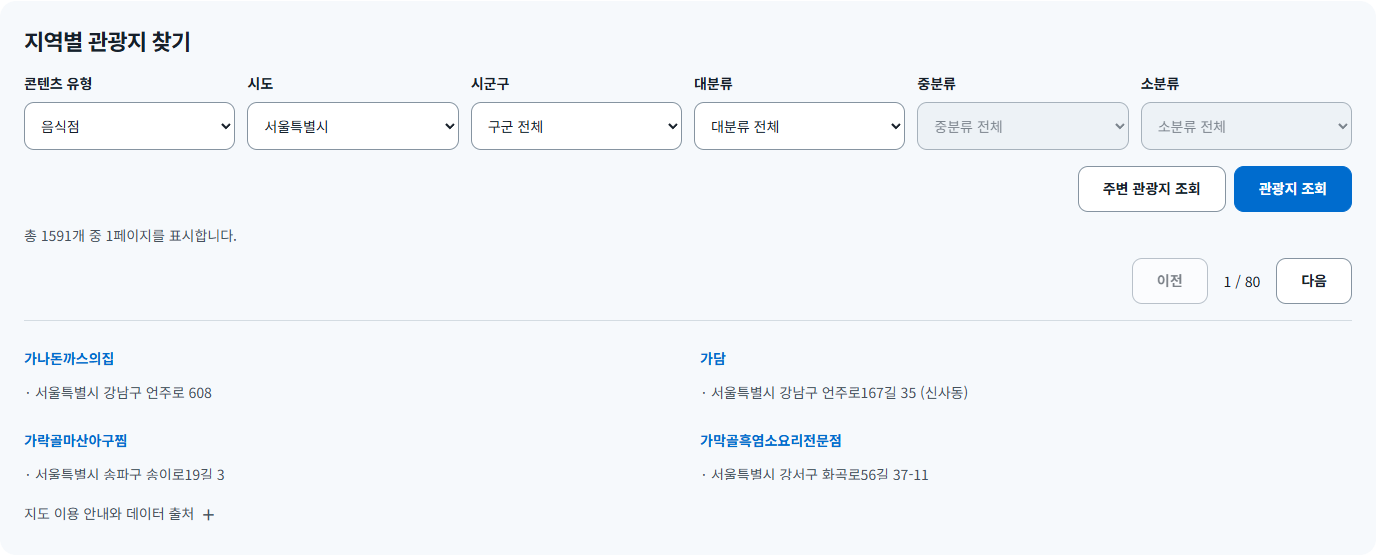 지역별 관광지 찾기
콘텐츠 유형 시도 시군구 대분류 중분류 소분류
음식점 서울특별시 구군 전체 대분류 전체 중분류 전체 소분류 전체
주변 관광지 조회 관광지 조회
총 1591개 중 1페이지를 표시합니다.
이전 1 / 80 다음
가나돈까스의집 가담
· 서울특별시 강남구 언주로 608 · 서울특별시 강남구 언주로167길 35 (신사동)
가락골마산아구찜 가막골흑염소요리전문점
· 서울특별시 송파구 송이로19길 3 · 서울특별시 강서구 화곡로56길 37-11
지도 이용 안내와 데이터 출처 +